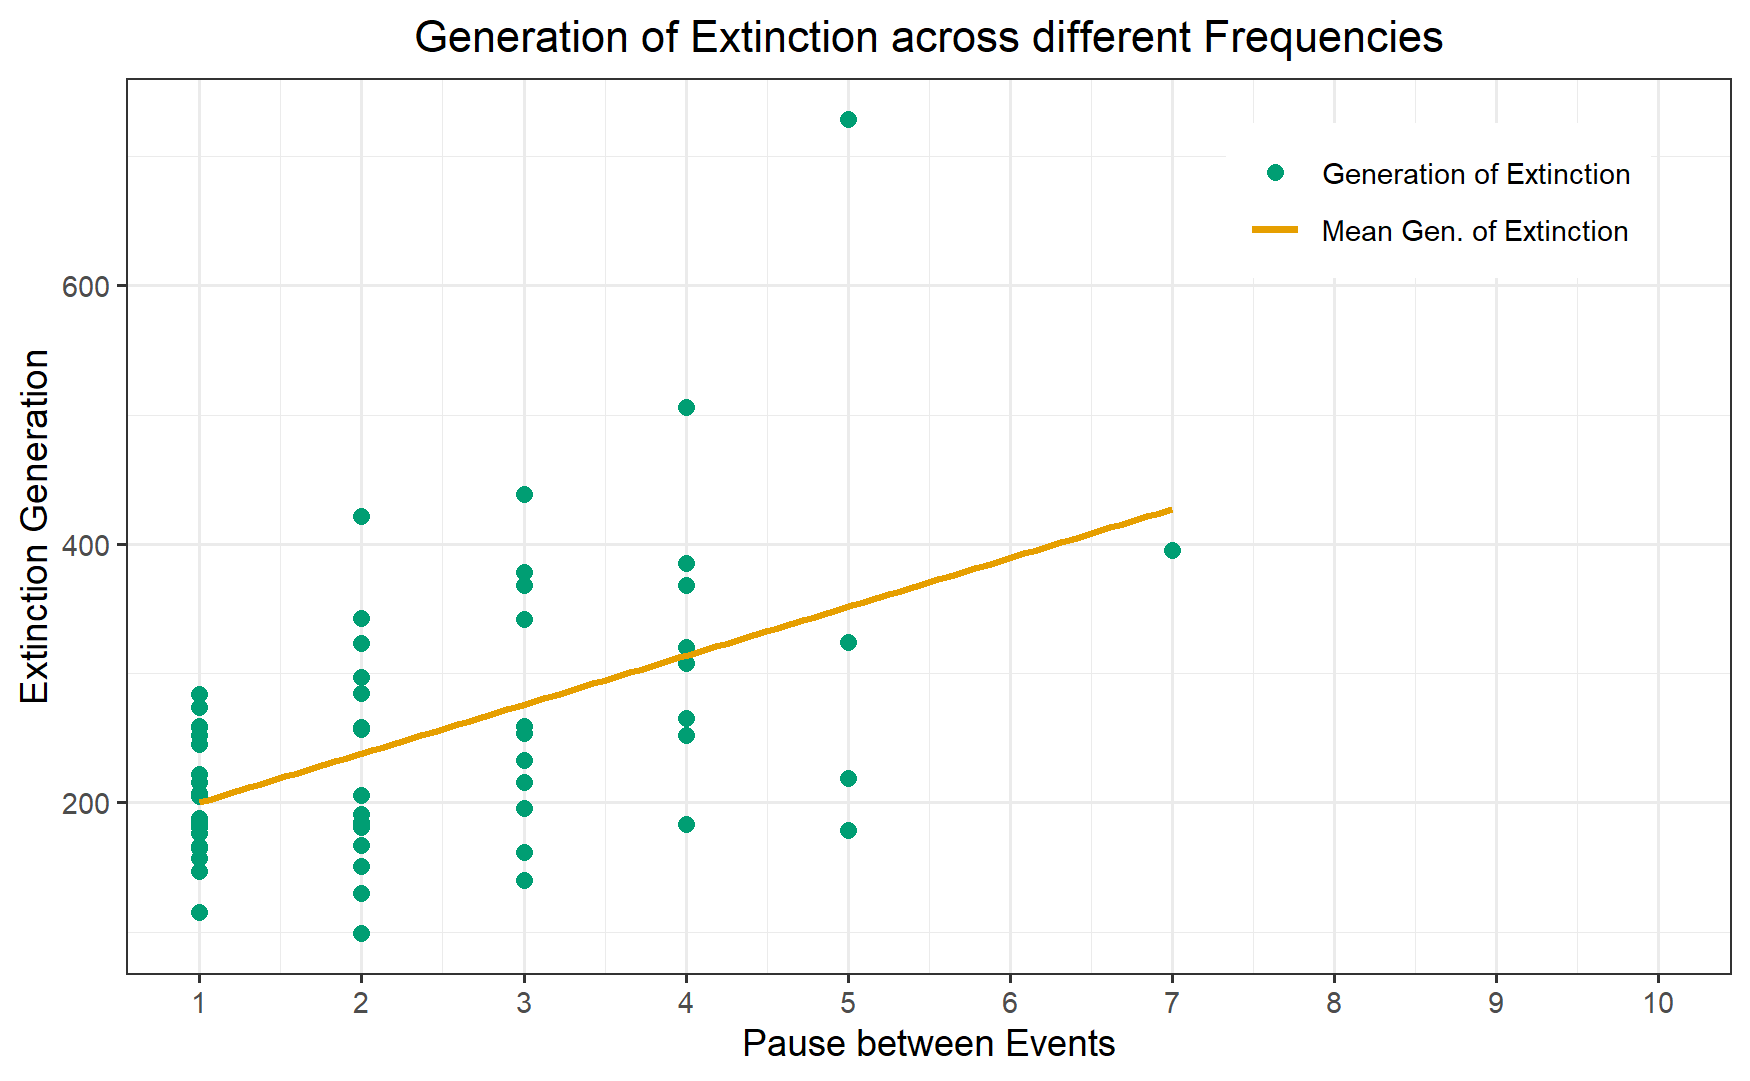 Generation of Extinction across different Frequencies
Generation of Extinction
Mean Gen. of Extinction
Extinction Generation
600
400
200
1 2 3 4 5 6 7 8 9 10
Pause between Events